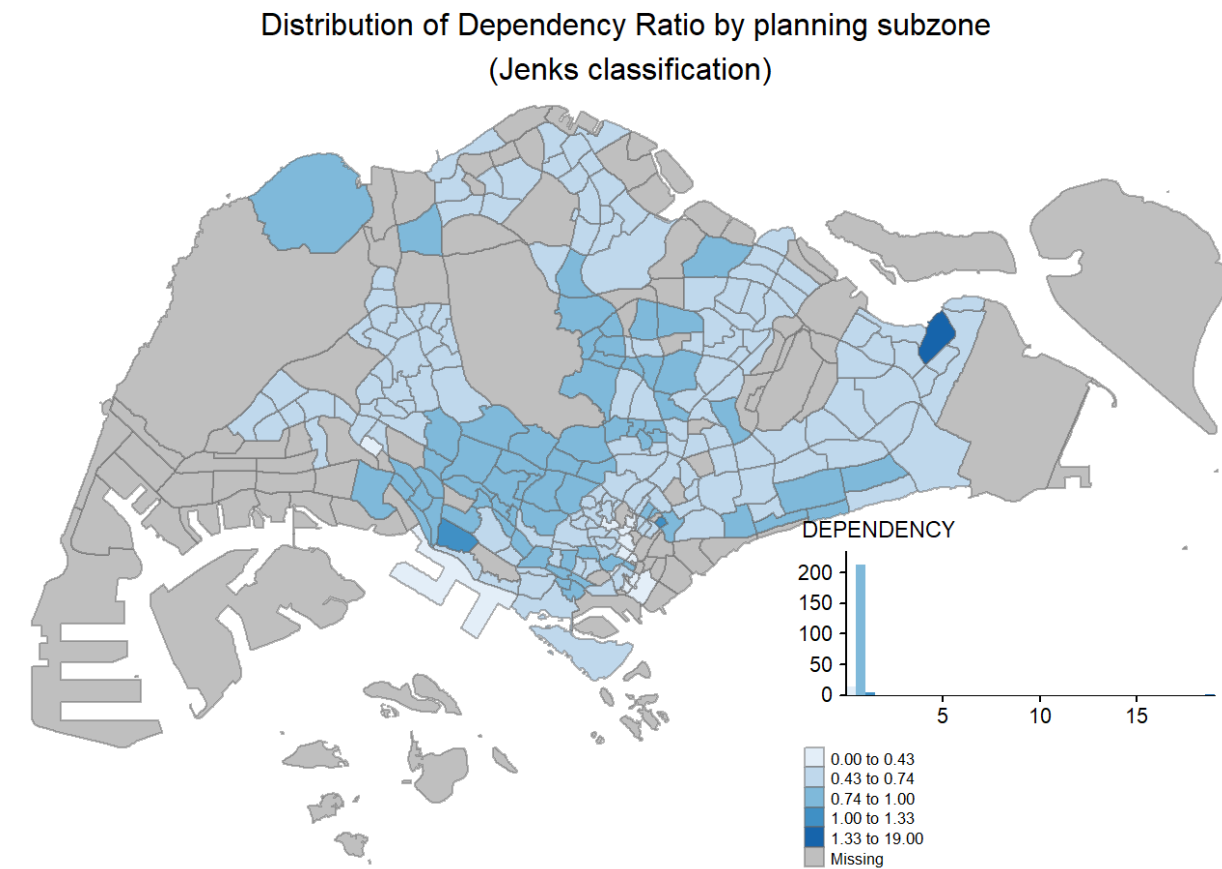 Distribution of Dependency Ratio by planning subzone
(Jenks classification)
DEPENDENCY
200
150
100
50
0
5 10 15
0.00 to 0.43
0.43 to 0.74
0.74 to 1.00
1.00 to 1.33
1.33 to 19.00
Missing